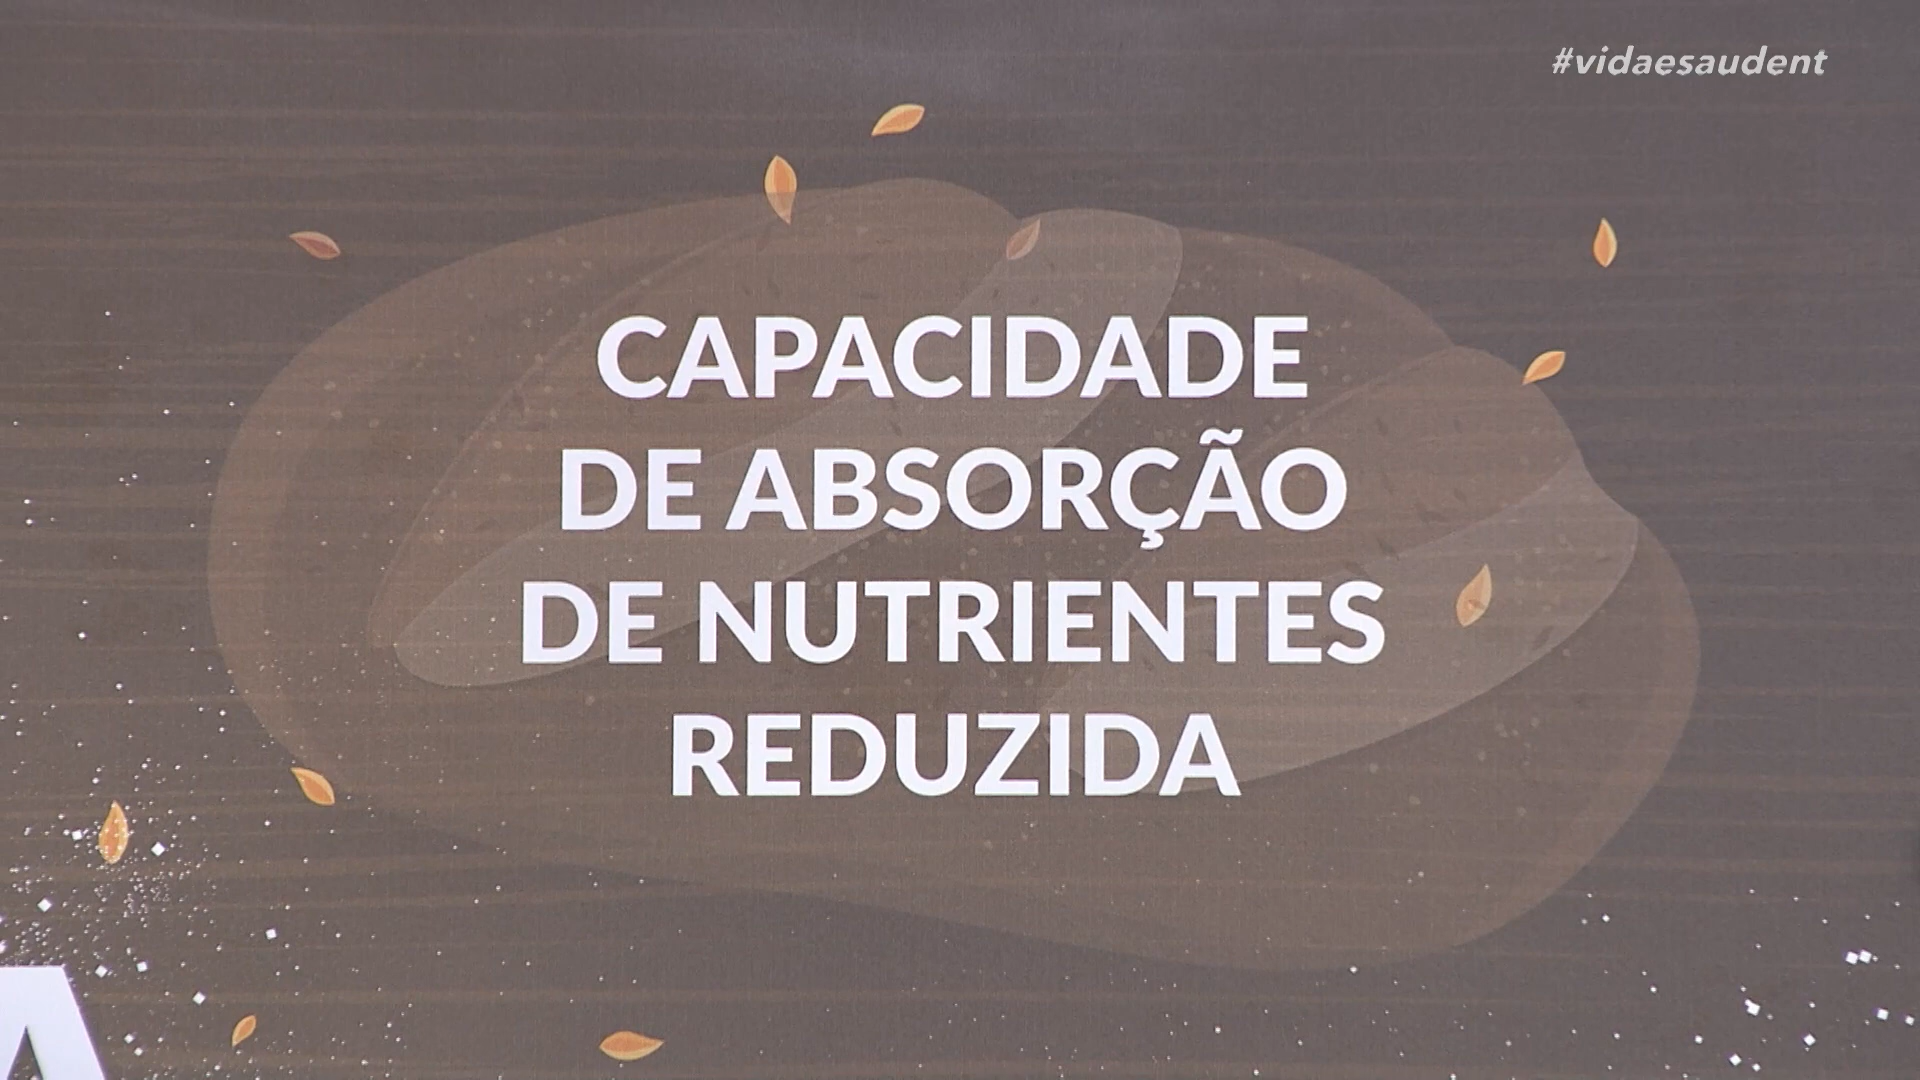 #vidaesaudent
CAPACIDADE
DE ABSORÇÃO
DE NUTRIENTES
REDUZIDA
A